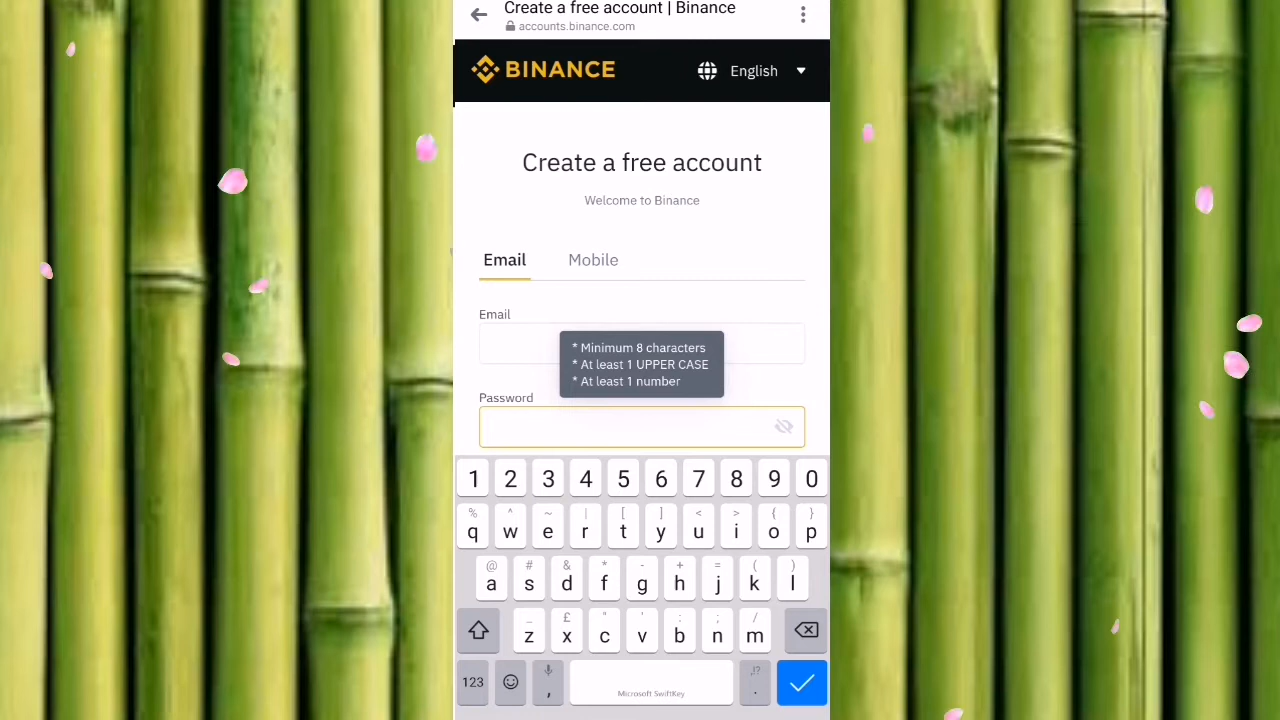 Create a free account | Binance
accounts.binance.com
BINANCE
English
Create a free account
Welcome to Binance
Email Mobile
Email
* Minimum 8 characters
* At least 1 UPPER CASE
* At least 1 number
Password
1 2 3 4 5 6 7 8 9 0
% ^ ~ | [ ] < > { }
q w e r t y u i o p
@ # & * - + = ( )
a s d f g h j k l
_ £ " ' : ; /
z x c v b n m
123 , Microsoft SwiftKey ,!? .